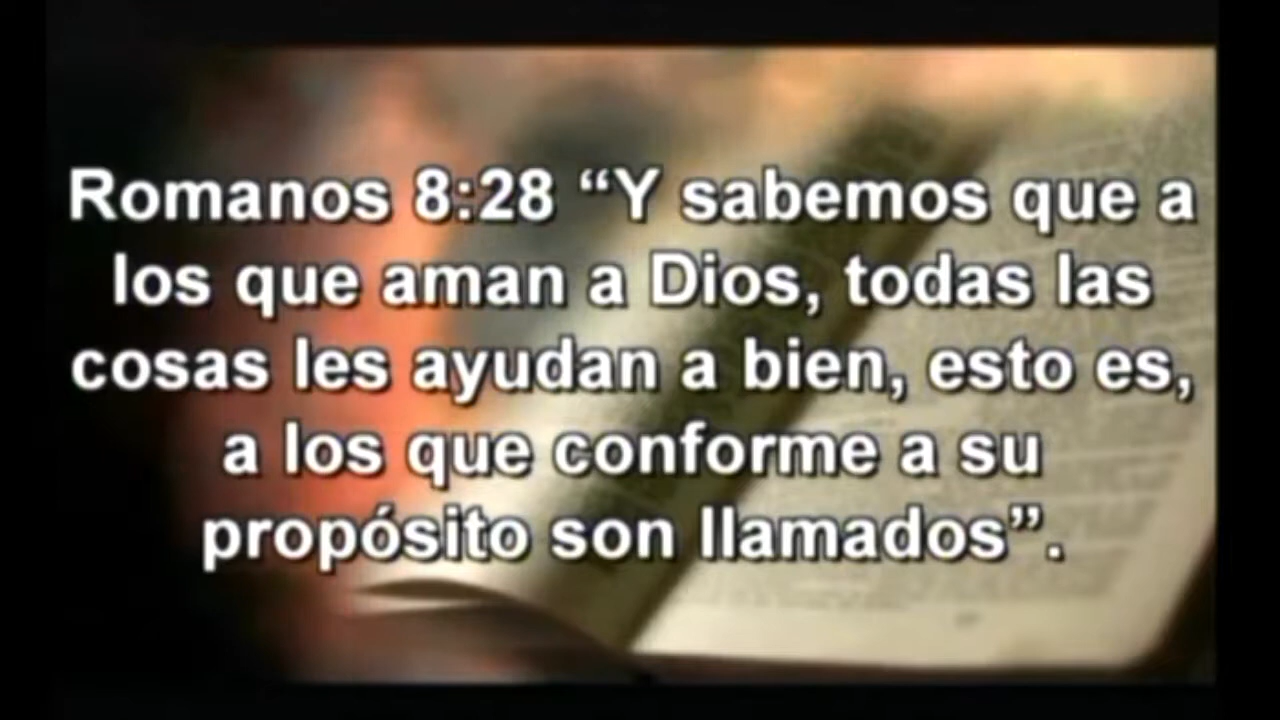 Romanos 8:28 “Y sabemos que a
los que aman a Dios, todas las
cosas les ayudan a bien, esto es,
a los que conforme a su
propósito son llamados”.